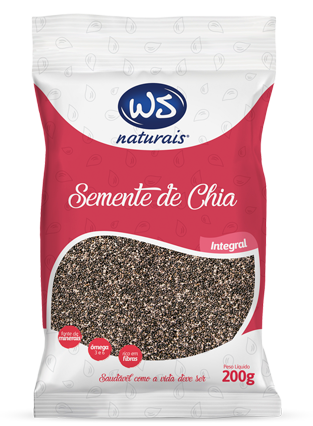 WS
naturais®
Semente de Chia
Integral
fonte de
minerais
ômega
3 e 6
rico em
fibras
Saudável como a vida deve ser
Peso Líquido
200g